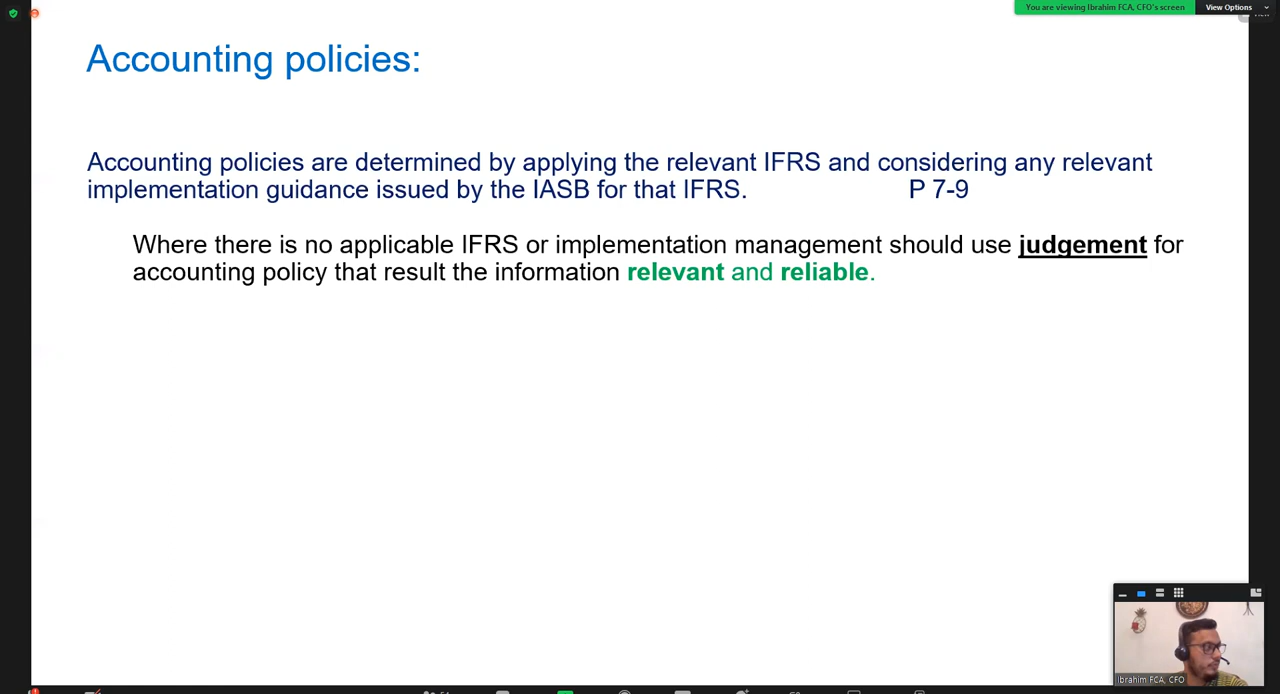 You are viewing Ibrahim FCA, CFO's screen
View Options
View
Accounting policies:
Accounting policies are determined by applying the relevant IFRS and considering any relevant
implementation guidance issued by the IASB for that IFRS. P 7-9
Where there is no applicable IFRS or implementation management should use judgement for
accounting policy that result the information relevant and reliable.
Ibrahim FCA, CFO